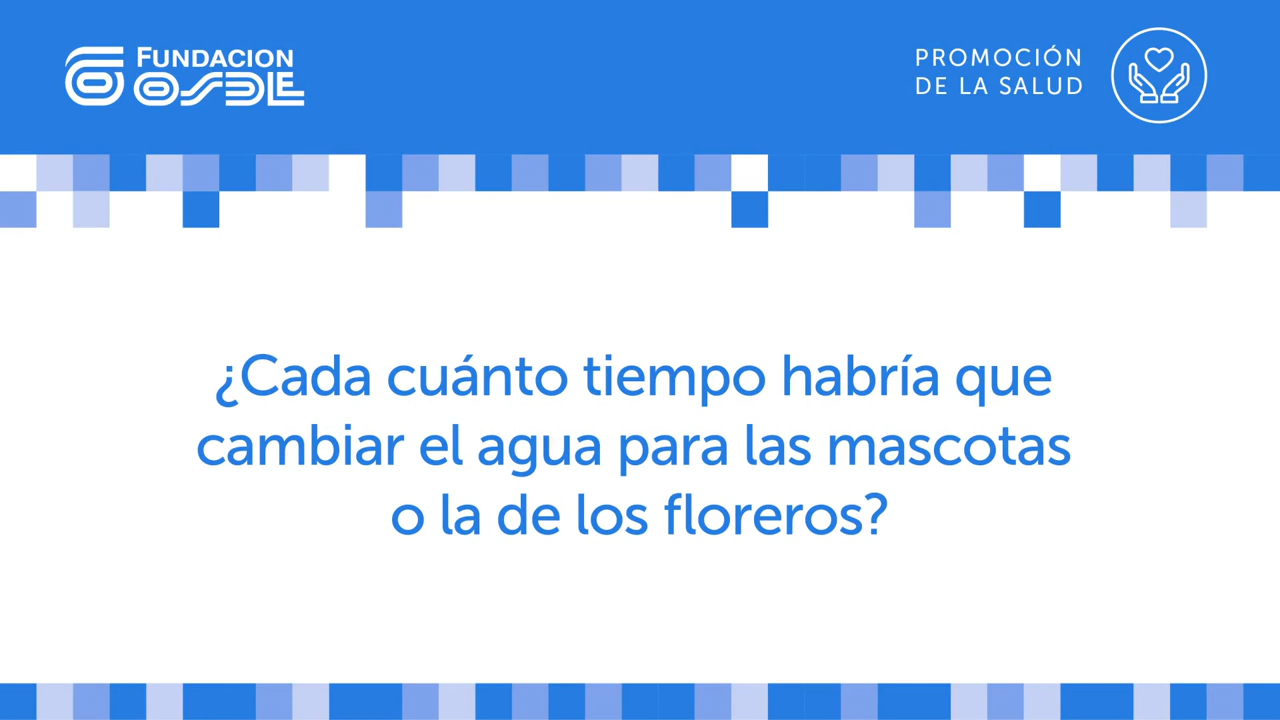 FUNDACION
OSDE
PROMOCIÓN
DE LA SALUD
¿Cada cuánto tiempo habría que
cambiar el agua para las mascotas
o la de los floreros?